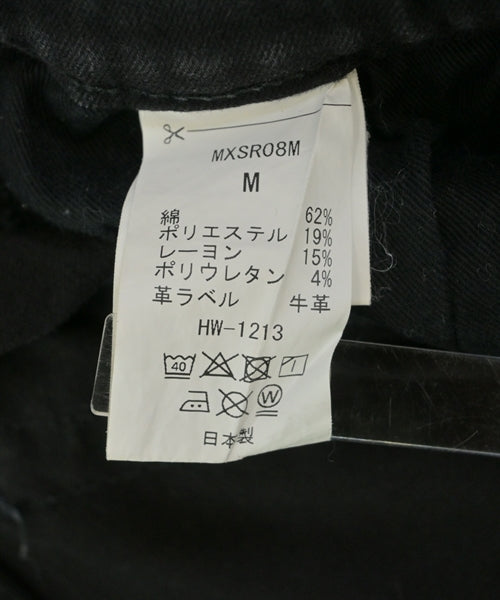 MXSR08M
M
綿 62%
ポリエステル 19%
レーヨン 15%
ポリウレタン 4%
革ラベル 牛革
HW-1213
40
W
日本製